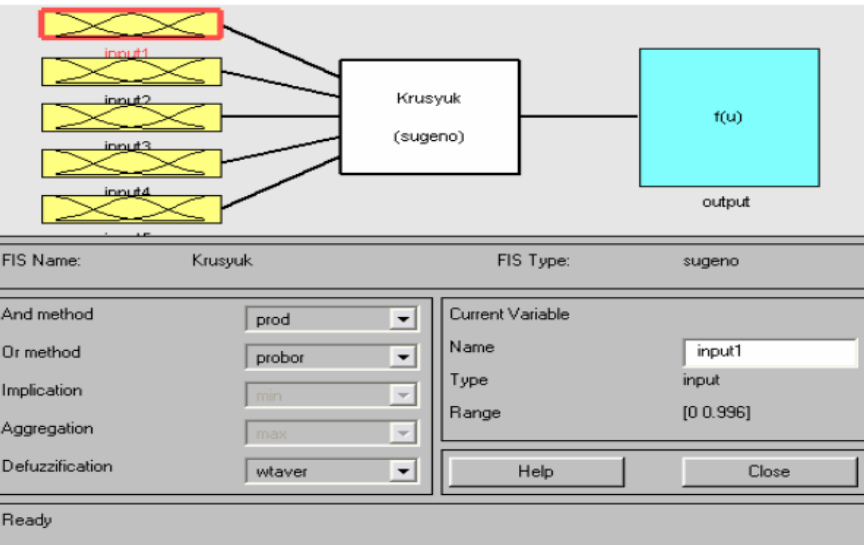 input1
input2
input3
input4
Krusyuk
(sugeno)
f(u)
output
FIS Name: Krusyuk FIS Type: sugeno
And method prod
Or method probor
Implication min
Aggregation max
Defuzzification wtaver
Current Variable
Name input1
Type input
Range [0 0.996]
Help Close
Ready